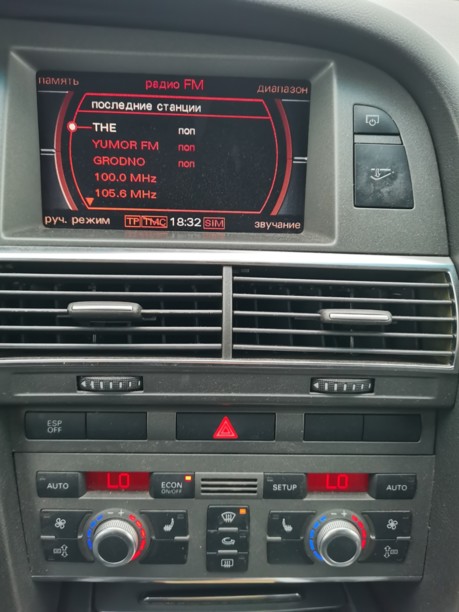 память радио FM диапазон
последние станции
THE поп
YUMOR FM поп
GRODNO поп
100.0 MHz
105.6 MHz
руч. режим TP TMC 18:32 SIM звучание
ESP
OFF
AUTO LO ECON
ON/OFF SETUP LO AUTO